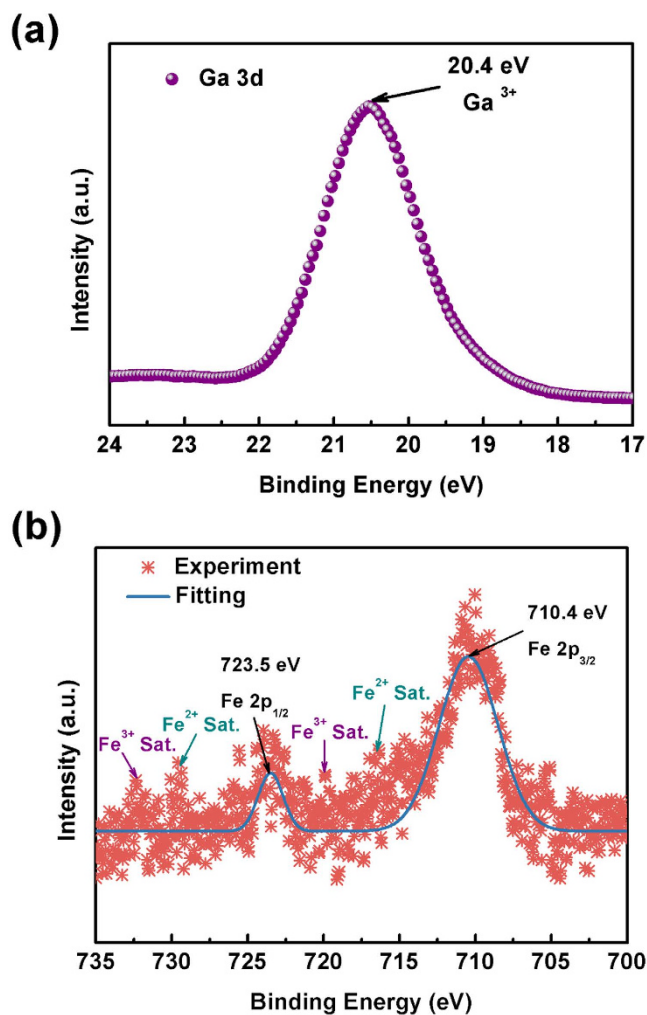 (a)
Ga 3d
20.4 eV
Ga 3+
Intensity (a.u.)
24 23 22 21 20 19 18 17
Binding Energy (eV)
(b)
Experiment
Fitting
710.4 eV
Fe 2p3/2
723.5 eV
Fe 2p1/2
Fe2+ Sat.
Fe3+ Sat.
Fe2+ Sat.
Fe3+ Sat.
Intensity (a.u.)
735 730 725 720 715 710 705 700
Binding Energy (eV)